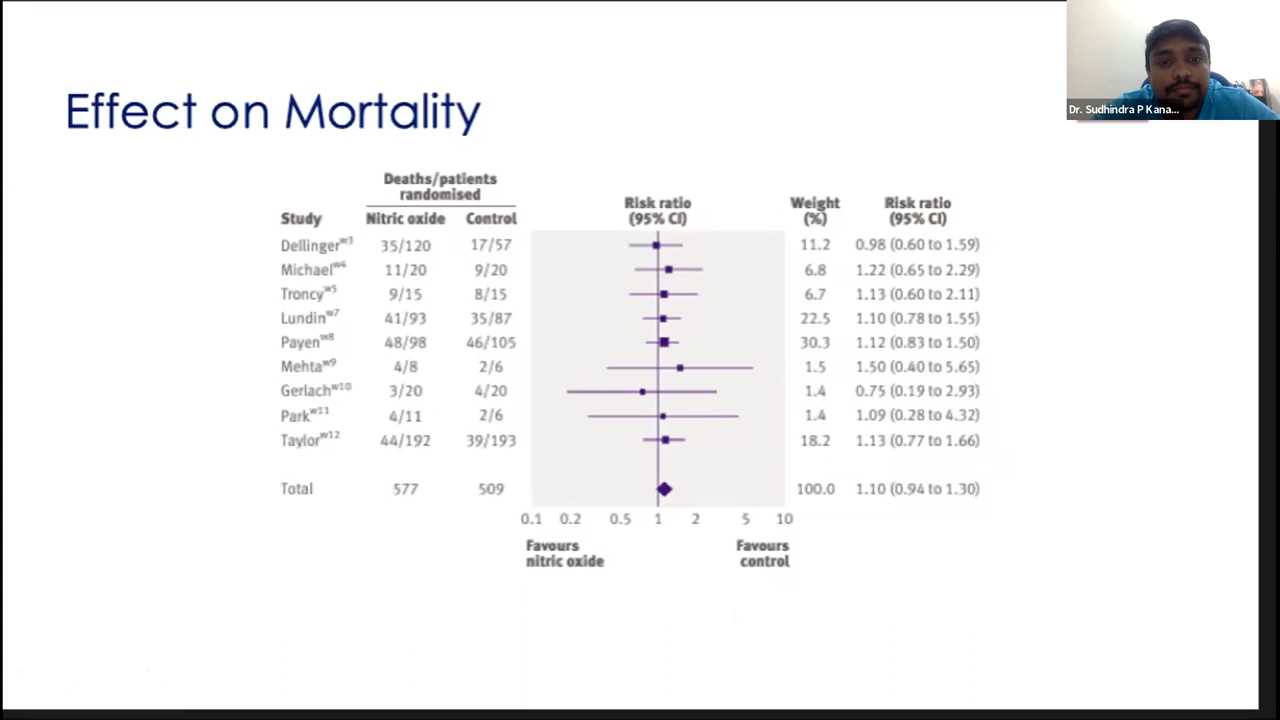 Dr. Sudhindra P Kana...
Effect on Mortality
Deaths/patients
randomised
Risk ratio
(95% CI)
Weight
(%)
Risk ratio
(95% CI)
Study Nitric oxide Control
Dellinger w3 35/120 17/57 11.2 0.98 (0.60 to 1.59)
Michael w4 11/20 9/20 6.8 1.22 (0.65 to 2.29)
Troncy w5 9/15 8/15 6.7 1.13 (0.60 to 2.11)
Lundin w7 41/93 35/87 22.5 1.10 (0.78 to 1.55)
Payen w8 48/98 46/105 30.3 1.12 (0.83 to 1.50)
Mehta w9 4/8 2/6 1.5 1.50 (0.40 to 5.65)
Gerlach w10 3/20 4/20 1.4 0.75 (0.19 to 2.93)
Park w11 4/11 2/6 1.4 1.09 (0.28 to 4.32)
Taylor w12 44/192 39/193 18.2 1.13 (0.77 to 1.66)
Total 577 509 100.0 1.10 (0.94 to 1.30)
0.1 0.2 0.5 1 2 5 10
Favours
nitric oxide
Favours
control